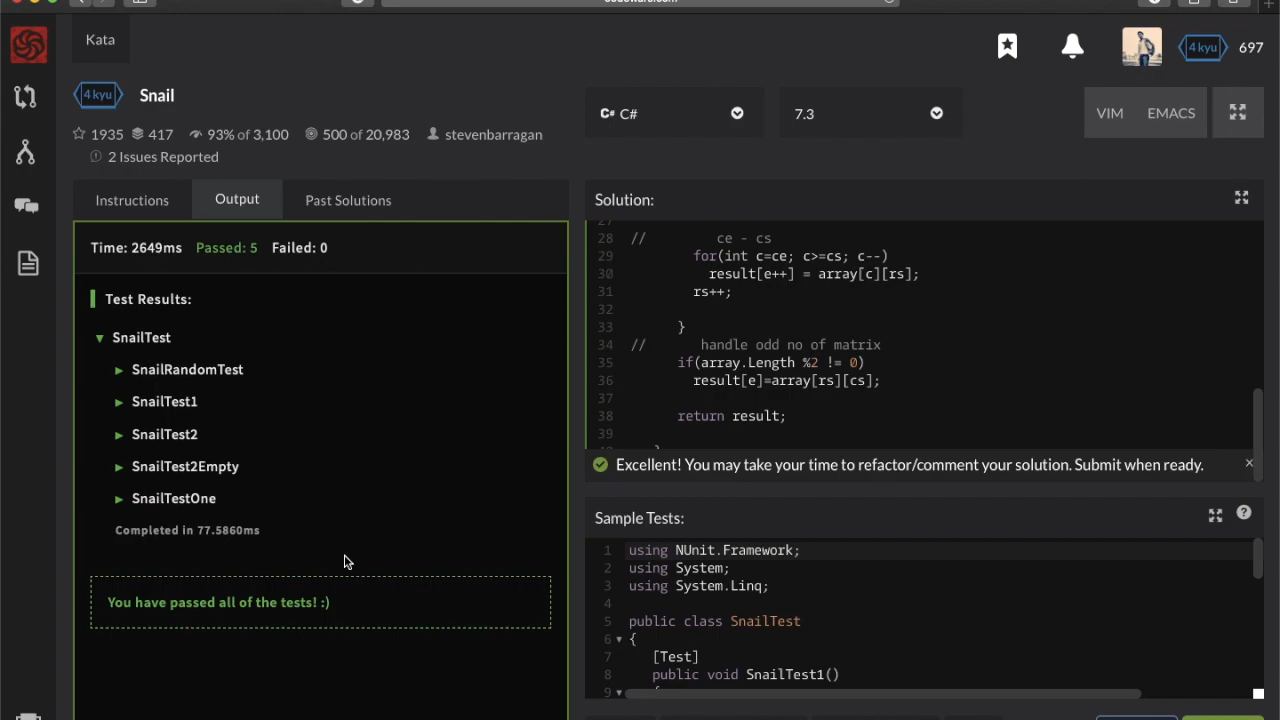 Kata
4 kyu
697
4 kyu Snail
1935 417 93% of 3,100 500 of 20,983 stevenbarragan
2 Issues Reported
C# C#
7.3
VIM EMACS
Instructions Output Past Solutions
Time: 2649ms Passed: 5 Failed: 0
Test Results:
SnailTest
SnailRandomTest
SnailTest1
SnailTest2
SnailTest2Empty
SnailTestOne
Completed in 77.5860ms
You have passed all of the tests! :)
Solution:
28 // ce - cs
29 for(int c=ce; c>=cs; c--)
30 result[e++] = array[c][rs];
31 rs++;
32
33 }
34 // handle odd no of matrix
35 if(array.Length %2 != 0)
36 result[e]=array[rs][cs];
37
38 return result;
39
Excellent! You may take your time to refactor/comment your solution. Submit when ready. ×
Sample Tests:
1 using NUnit.Framework;
2 using System;
3 using System.Linq;
4
5 public class SnailTest
6 {
7 [Test]
8 public void SnailTest1()
9 {